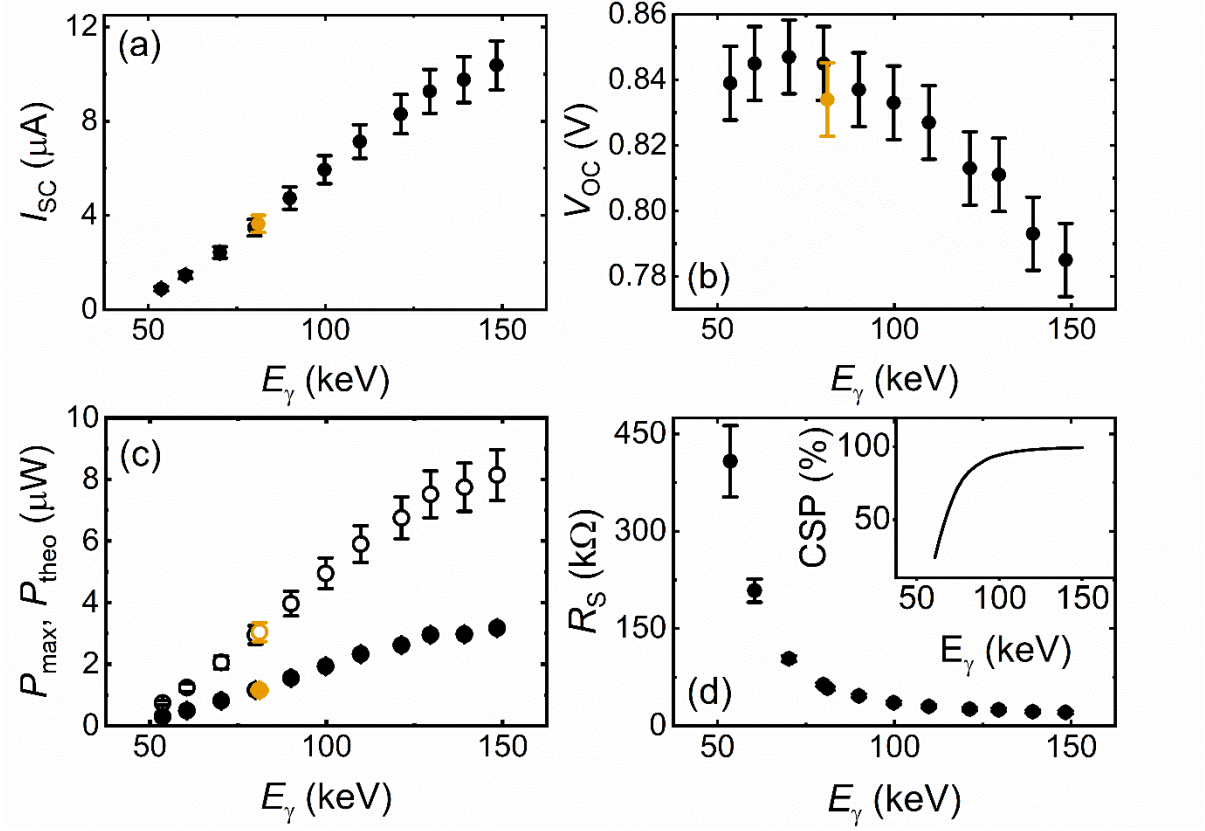 (a)
I_SC (μA)
12
8
4
0
50
100
150
E_γ (keV)
(b)
V_OC (V)
0.86
0.84
0.82
0.80
0.78
50
100
150
E_γ (keV)
(c)
P_max, P_theo (μW)
10
8
6
4
2
0
50
100
150
E_γ (keV)
(d)
R_S (kΩ)
450
300
150
0
50
100
150
E_γ (keV)
CSP (%)
100
50
50
100
150
E_γ (keV)